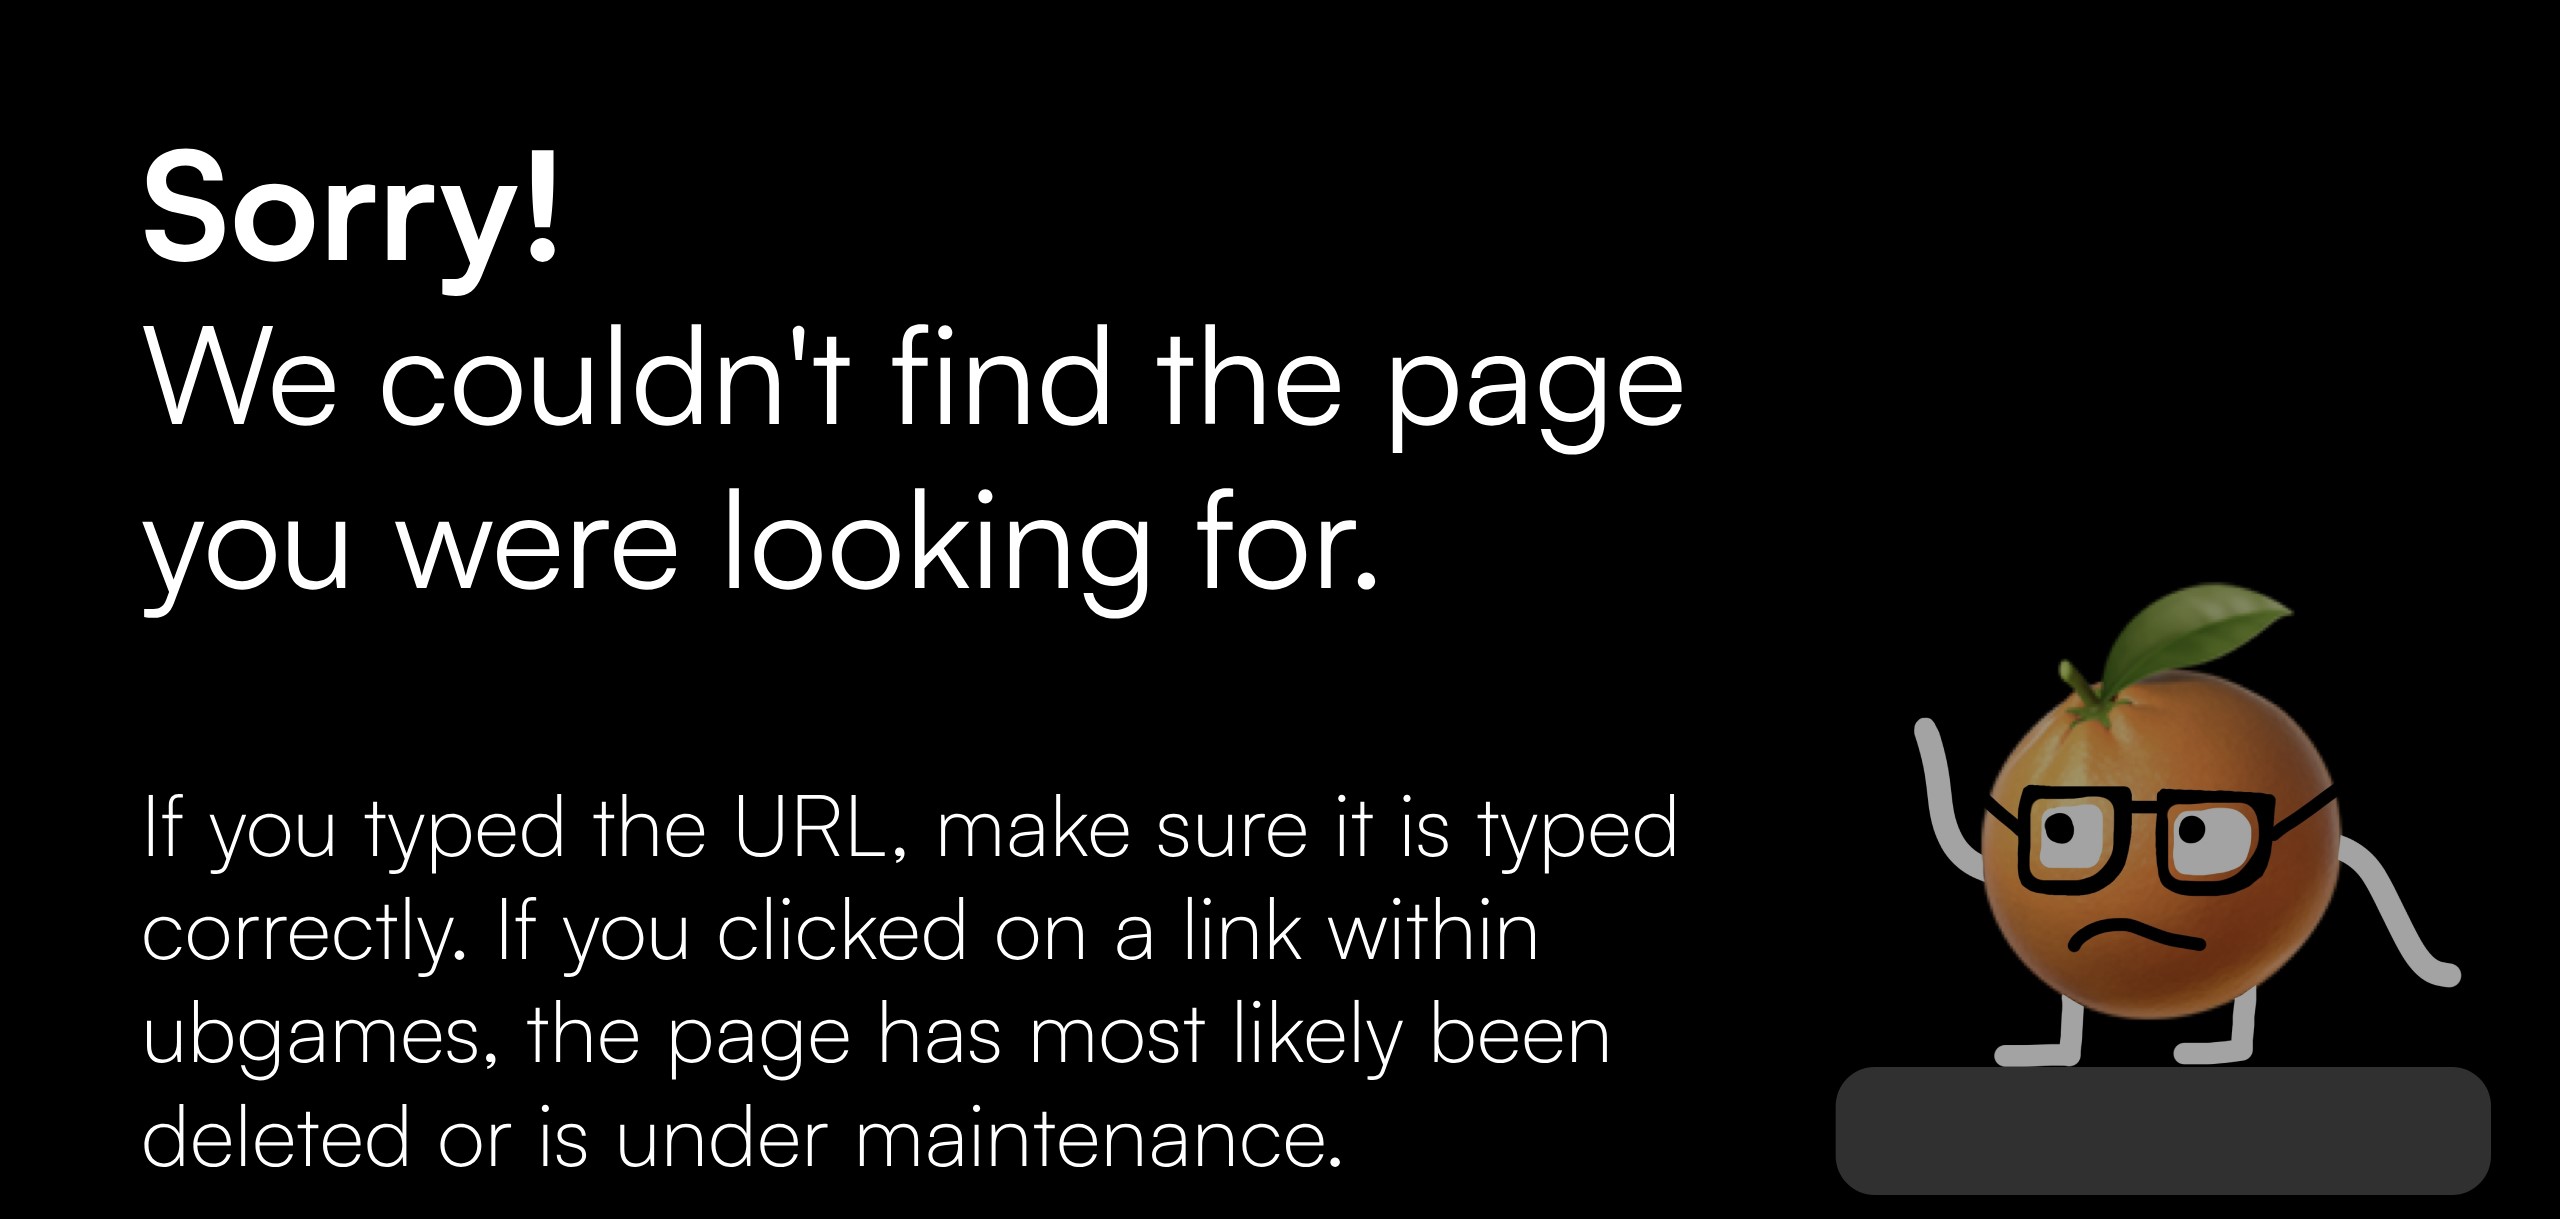 Sorry!
We couldn't find the page
you were looking for.
If you typed the URL, make sure it is typed
correctly. If you clicked on a link within
ubgames, the page has most likely been
deleted or is under maintenance.